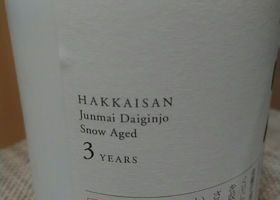 HAKKAISAN
Junmai Daiginjo
Snow Aged
3 YEARS